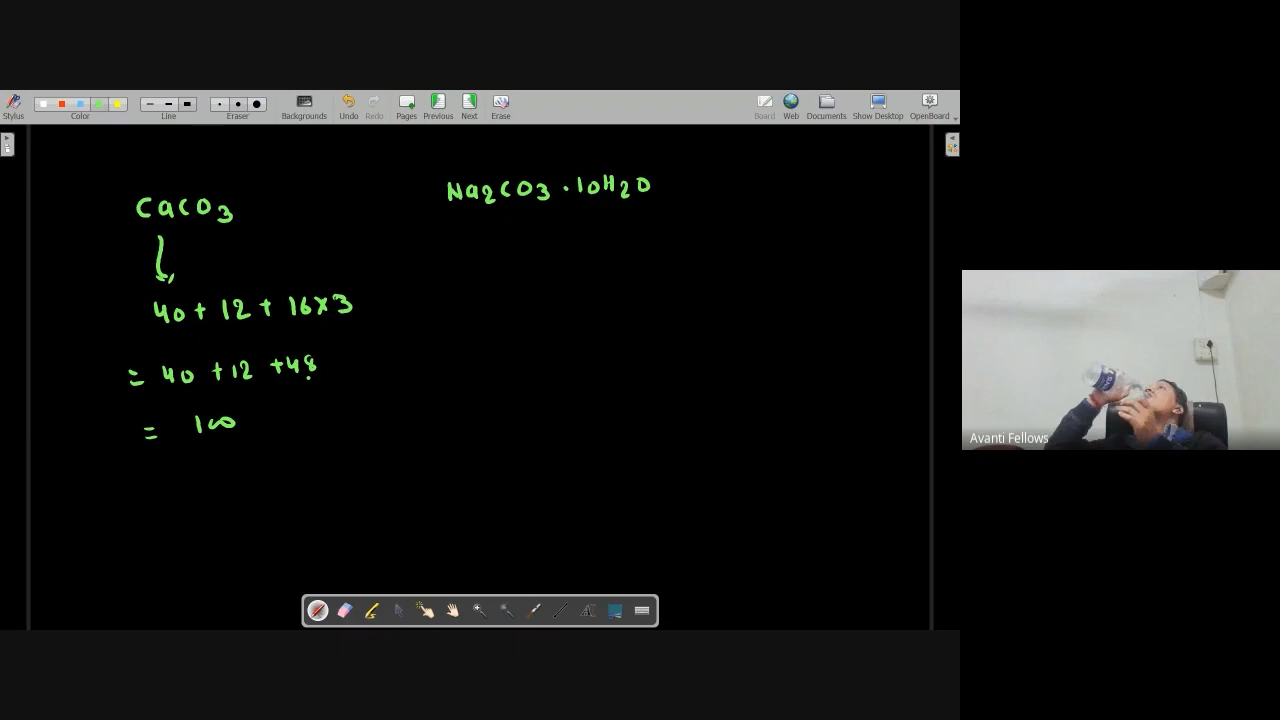 Stylus
Color
Line
Eraser
Backgrounds
Undo
Redo
Pages
Previous
Next
Erase
Board
Web
Documents
Show Desktop
OpenBoard
CaCO3
Na2CO3 . 10H2O
40 + 12 + 16 x 3
= 40 + 12 + 48
= 100
Avanti Fellows